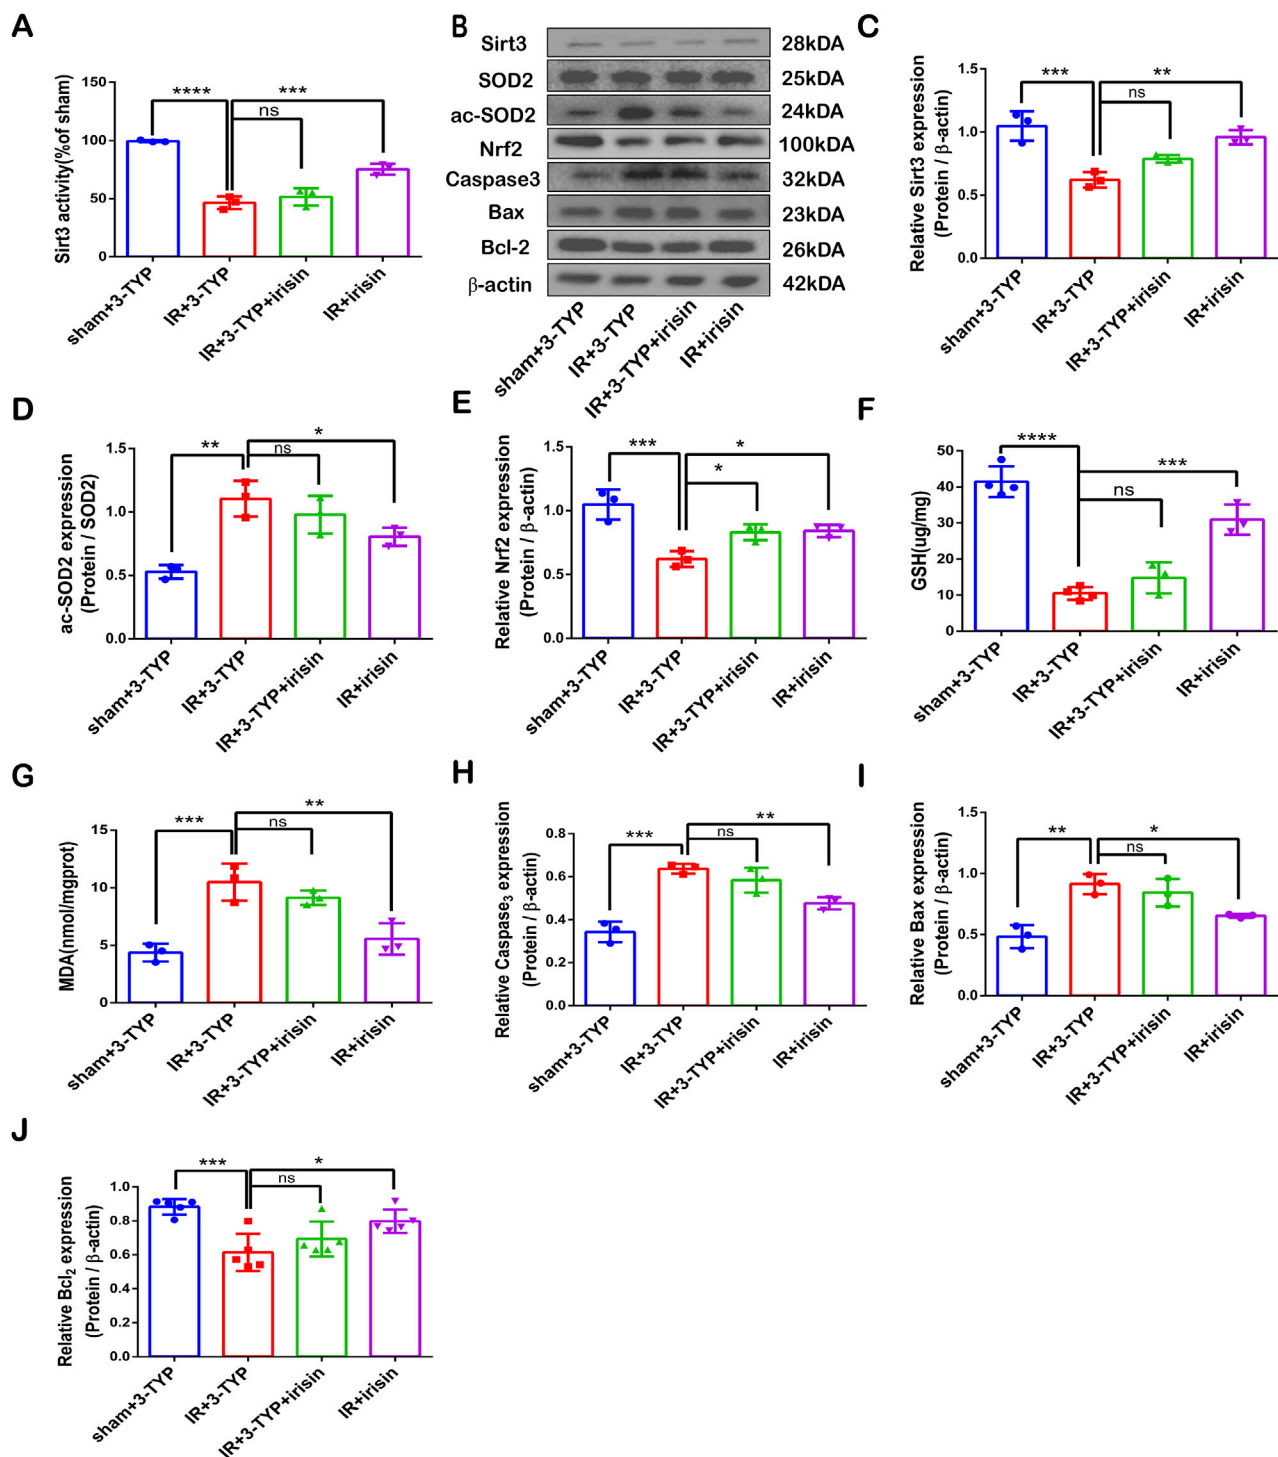 A
Sirt3 activity(% of sham)
150
100
50
0
****
***
ns
sham+3-TYP
IR+3-TYP
IR+3-TYP+irisin
IR+irisin
B
Sirt3
28kDA
SOD2
25kDA
ac-SOD2
24kDA
Nrf2
100kDA
Caspase3
32kDA
Bax
23kDA
Bcl-2
26kDA
β-actin
42kDA
sham+3-TYP
IR+3-TYP
IR+3-TYP+irisin
IR+irisin
C
Relative Sirt3 expression
(Protein / β-actin)
1.5
1.0
0.5
0.0
***
**
ns
sham+3-TYP
IR+3-TYP
IR+3-TYP+irisin
IR+irisin
D
ac-SOD2 expression
(Protein / SOD2)
1.5
1.0
0.5
0.0
**
*
ns
sham+3-TYP
IR+3-TYP
IR+3-TYP+irisin
IR+irisin
E
Relative Nrf2 expression
(Protein / β-actin)
1.5
1.0
0.5
0.0
***
*
*
sham+3-TYP
IR+3-TYP
IR+3-TYP+irisin
IR+irisin
F
GSH(ug/mg)
50
40
30
20
10
0
****
***
ns
sham+3-TYP
IR+3-TYP
IR+3-TYP+irisin
IR+irisin
G
MDA(nmol/mgprot)
15
10
5
0
***
**
ns
sham+3-TYP
IR+3-TYP
IR+3-TYP+irisin
IR+irisin
H
Relative Caspase3 expression
(Protein / β-actin)
0.8
0.6
0.4
0.2
0.0
***
**
ns
sham+3-TYP
IR+3-TYP
IR+3-TYP+irisin
IR+irisin
I
Relative Bax expression
(Protein / β-actin)
1.5
1.0
0.5
0.0
**
*
ns
sham+3-TYP
IR+3-TYP
IR+3-TYP+irisin
IR+irisin
J
Relative Bcl2 expression
(Protein / β-actin)
1.0
0.8
0.6
0.4
0.2
0.0
***
*
ns
sham+3-TYP
IR+3-TYP
IR+3-TYP+irisin
IR+irisin